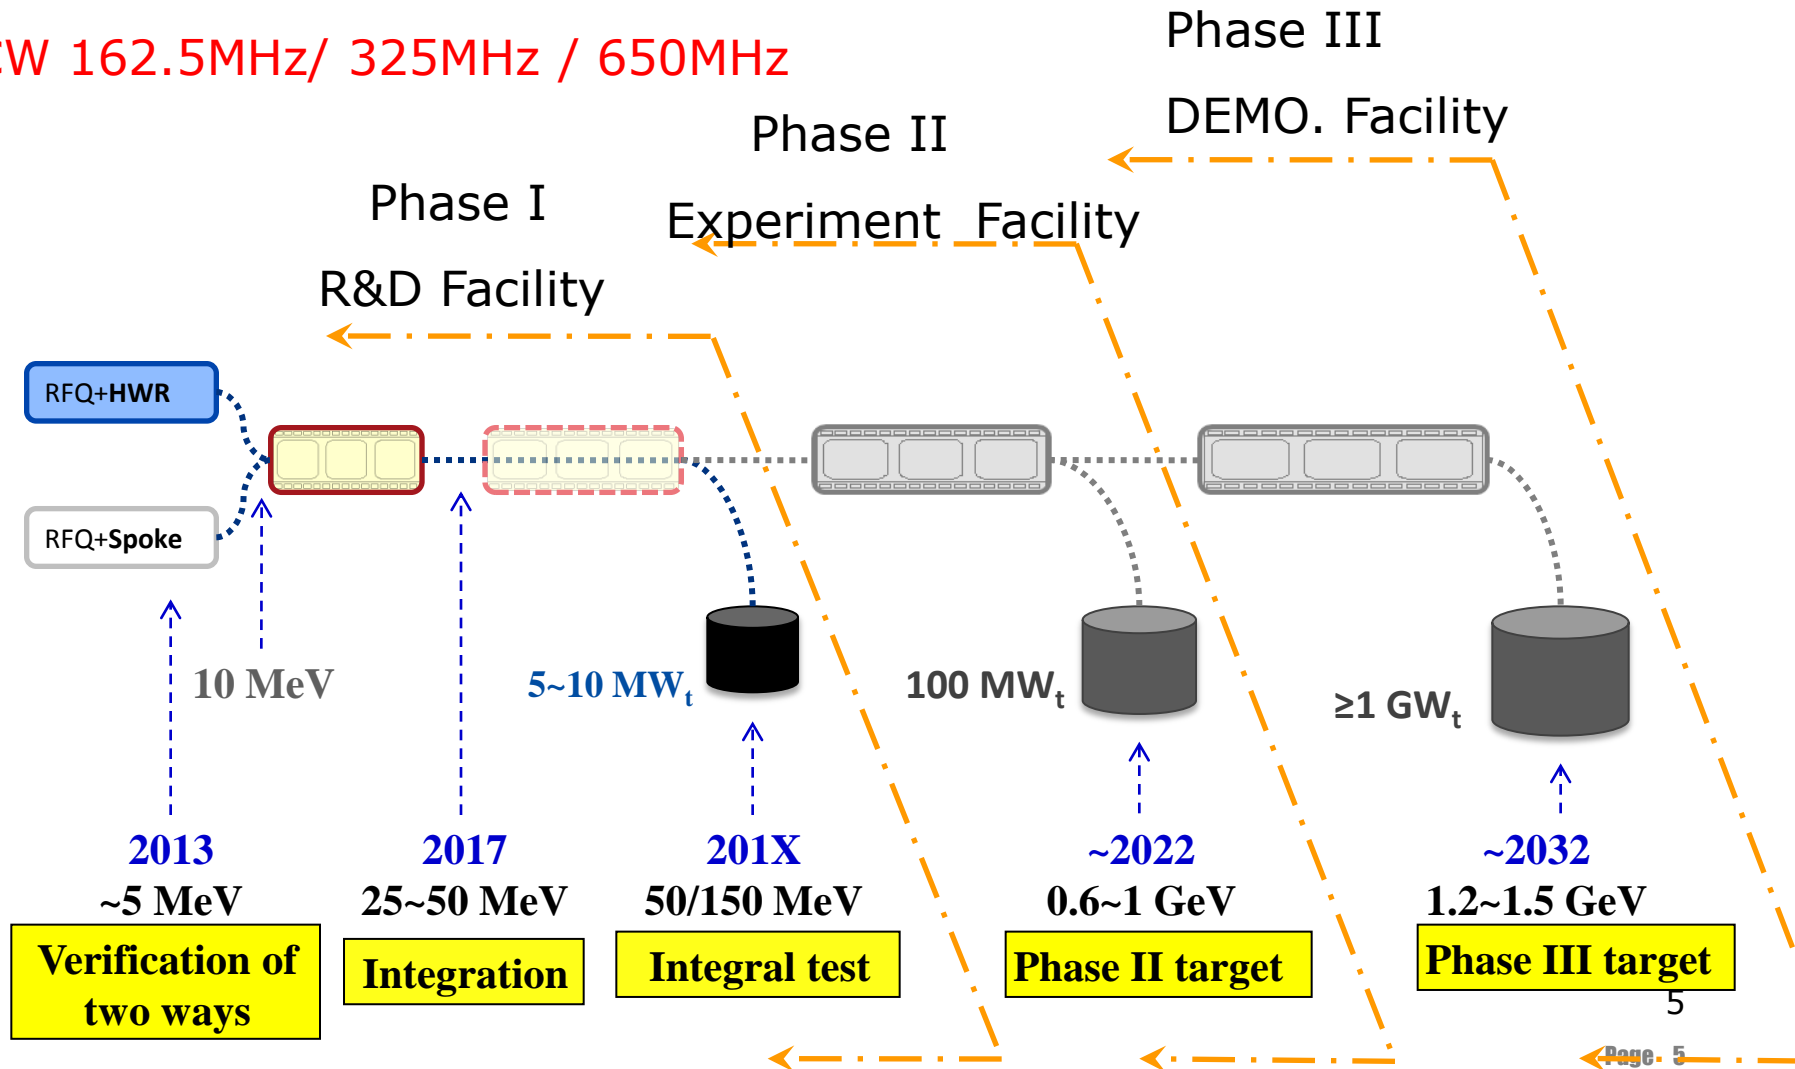 CW 162.5MHz/ 325MHz / 650MHz
Phase III
DEMO. Facility
Phase II
Experiment Facility
Phase I
R&D Facility
RFQ+HWR
RFQ+Spoke
10 MeV
5~10 MWt
100 MWt
≥1 GWt
2013
~5 MeV
Verification of
two ways
2017
25~50 MeV
Integration
201X
50/150 MeV
Integral test
~2022
0.6~1 GeV
Phase II target
~2032
1.2~1.5 GeV
Phase III target
5
Page 5